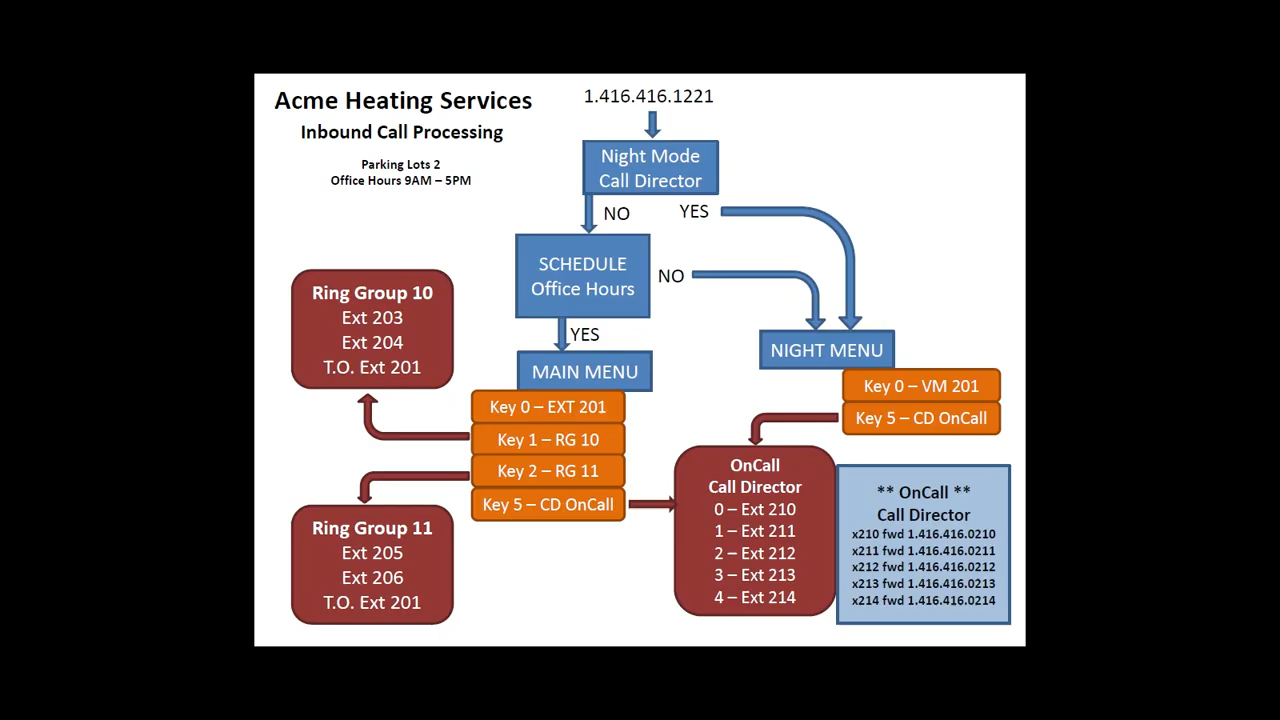 Acme Heating Services
Inbound Call Processing
Parking Lots 2
Office Hours 9AM – 5PM
1.416.416.1221
Night Mode
Call Director
NO
YES
SCHEDULE
Office Hours
NO
YES
MAIN MENU
Key 0 – EXT 201
Key 1 – RG 10
Key 2 – RG 11
Key 5 – CD OnCall
NIGHT MENU
Key 0 – VM 201
Key 5 – CD OnCall
Ring Group 10
Ext 203
Ext 204
T.O. Ext 201
Ring Group 11
Ext 205
Ext 206
T.O. Ext 201
OnCall
Call Director
0 – Ext 210
1 – Ext 211
2 – Ext 212
3 – Ext 213
4 – Ext 214
** OnCall **
Call Director
x210 fwd 1.416.416.0210
x211 fwd 1.416.416.0211
x212 fwd 1.416.416.0212
x213 fwd 1.416.416.0213
x214 fwd 1.416.416.0214